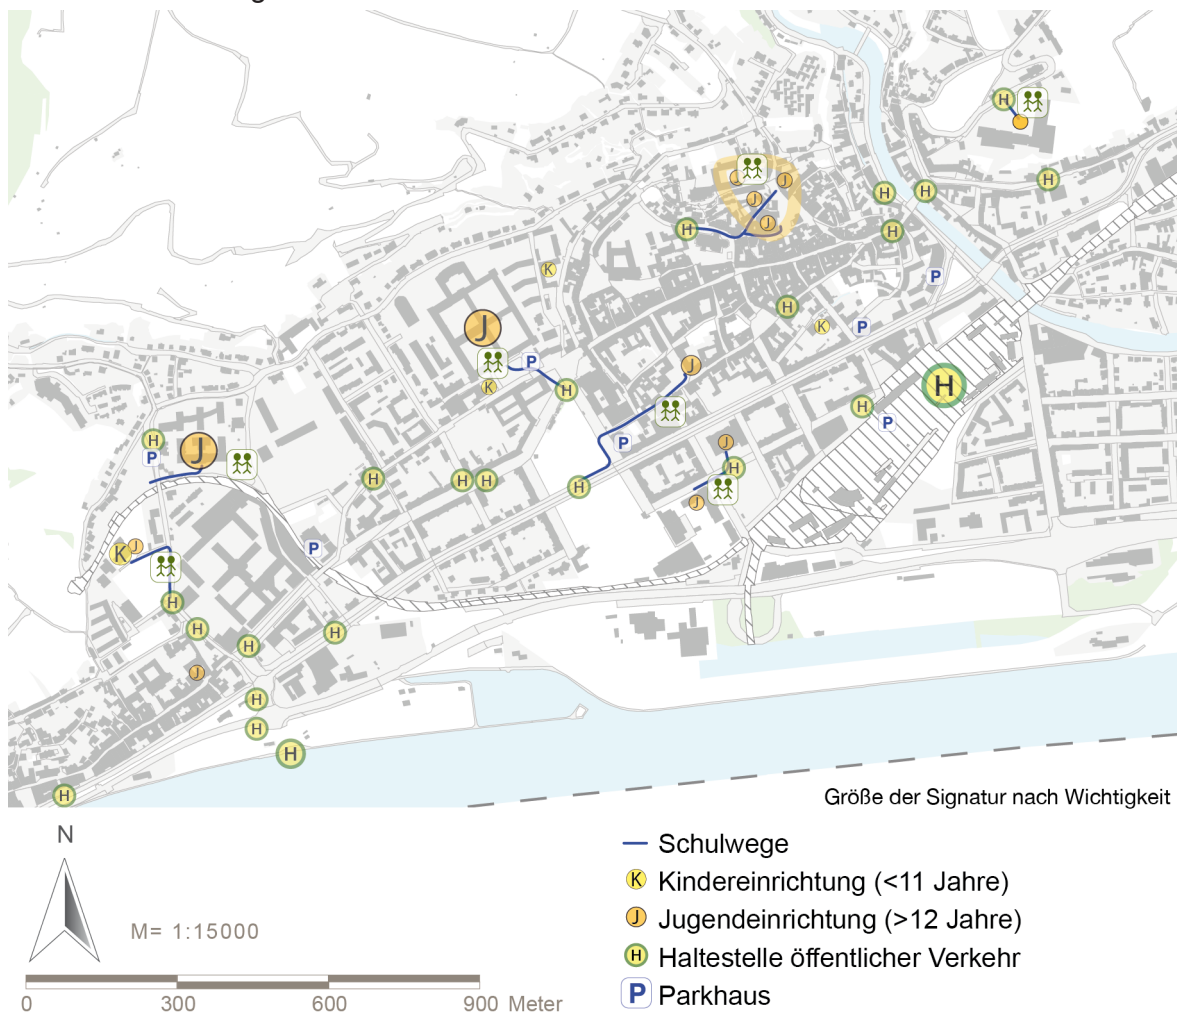 H
H
J
J
H
H
J
H
J
H
H
K
P
H
J
K
P
P
J
H
K
H
H
P
J
H
P
J
H
P
H
H
H
H
J
P
J
K
H
H
H
H
J
H
H
H
H
Größe der Signatur nach Wichtigkeit
N
Schulwege
K Kindereinrichtung (<11 Jahre)
J Jugendeinrichtung (>12 Jahre)
M= 1:15000
H Haltestelle öffentlicher Verkehr
P Parkhaus
0 300 600 900 Meter